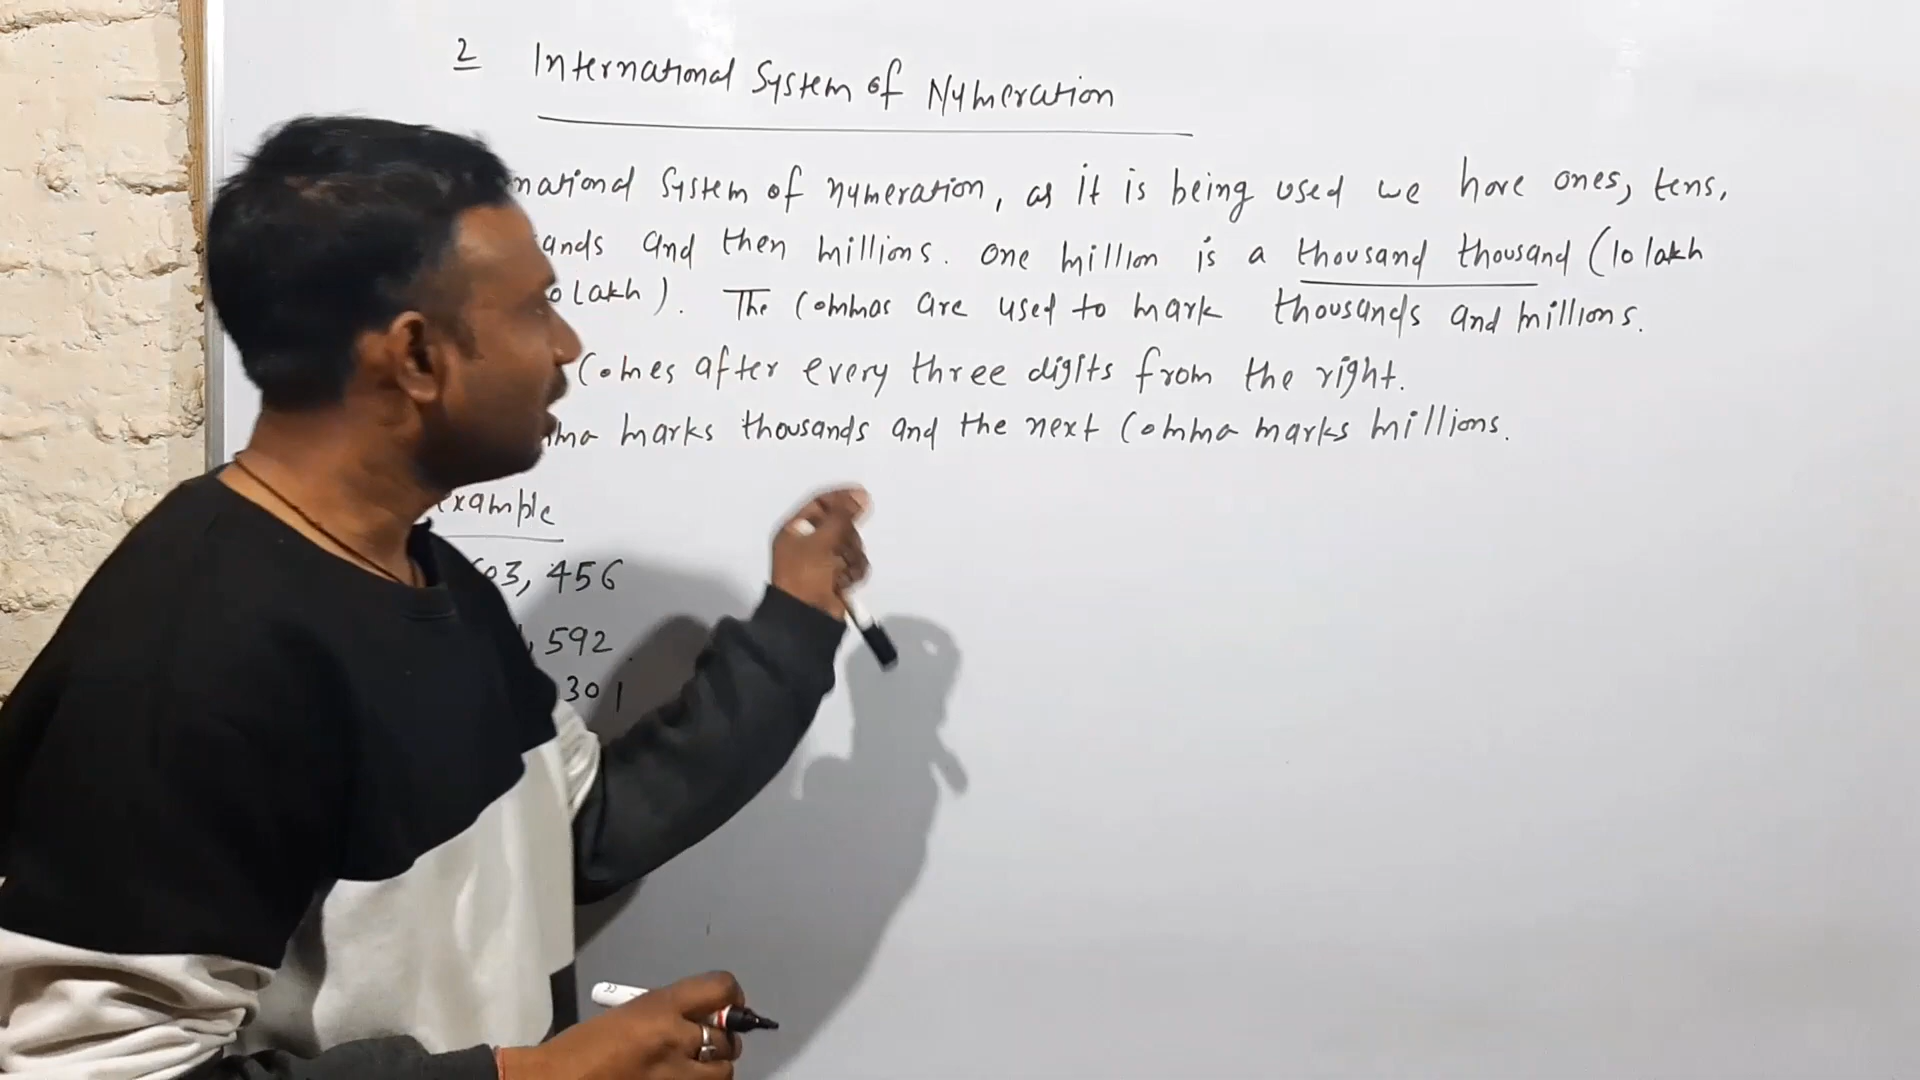 2 International System of Numeration
national System of numeration, as it is being used we have ones, tens,
ands and then millions. One million is a thousand thousand (10 lakh
o Lakh). The Commas are used to mark thousands and millions.
Comes after every three digits from the right.
mma marks thousands and the next Comma marks millions.
example
603, 456
, 592
301